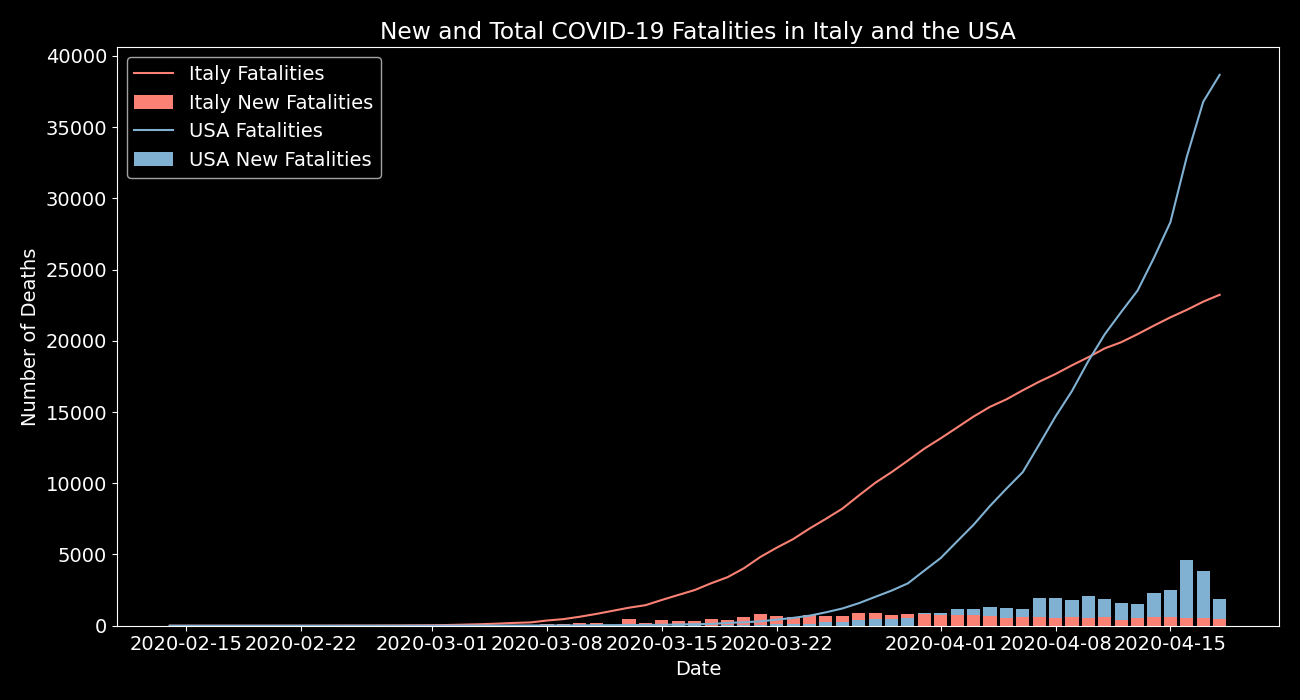 New and Total COVID-19 Fatalities in Italy and the USA
40000
35000
30000
25000
20000
15000
10000
5000
0
Number of Deaths
Italy Fatalities
Italy New Fatalities
USA Fatalities
USA New Fatalities
2020-02-15 2020-02-22 2020-03-01 2020-03-08 2020-03-15 2020-03-22 2020-04-01 2020-04-08 2020-04-15
Date